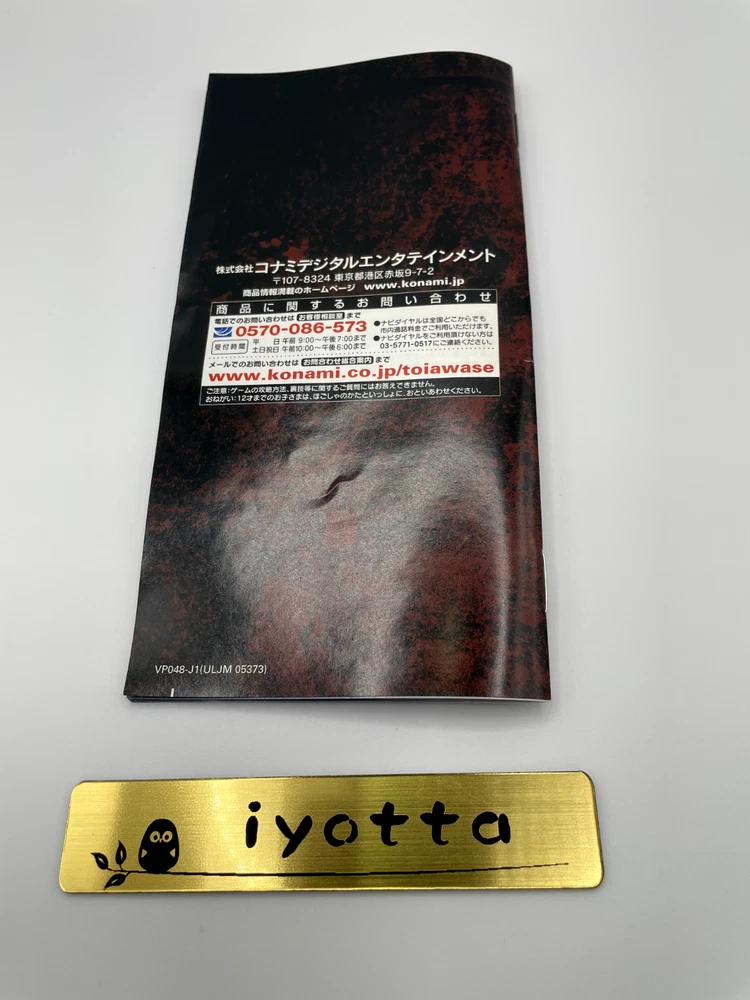 株式会社コナミデジタルエンタテインメント
〒107-8324 東京都港区赤坂9-7-2
商品情報満載のホームページ www.konami.jp
商品に関するお問い合わせ
電話でのお問い合わせは お客様相談室 まで
0570-086-573
受付時間 平 日 午前 9:00〜午後7:00まで
土日祝日 午前10:00〜午後6:00まで
●ナビダイヤルは全国どこからでも
市内通話料金でご利用いただけます。
●ナビダイヤルをご利用頂けない方は
03-5771-0517にご連絡ください。
メールでのお問い合わせは お問合わせ総合案内 まで
www.konami.co.jp/toiawase
ご注意:ゲームの攻略方法、裏技等に関するご質問にはお答えできません。
おねがい:12才までのお子さまは、ほごしゃのかたといっしょに、おといあわせください。
VP048-J1(ULJM 05373)
iyotta